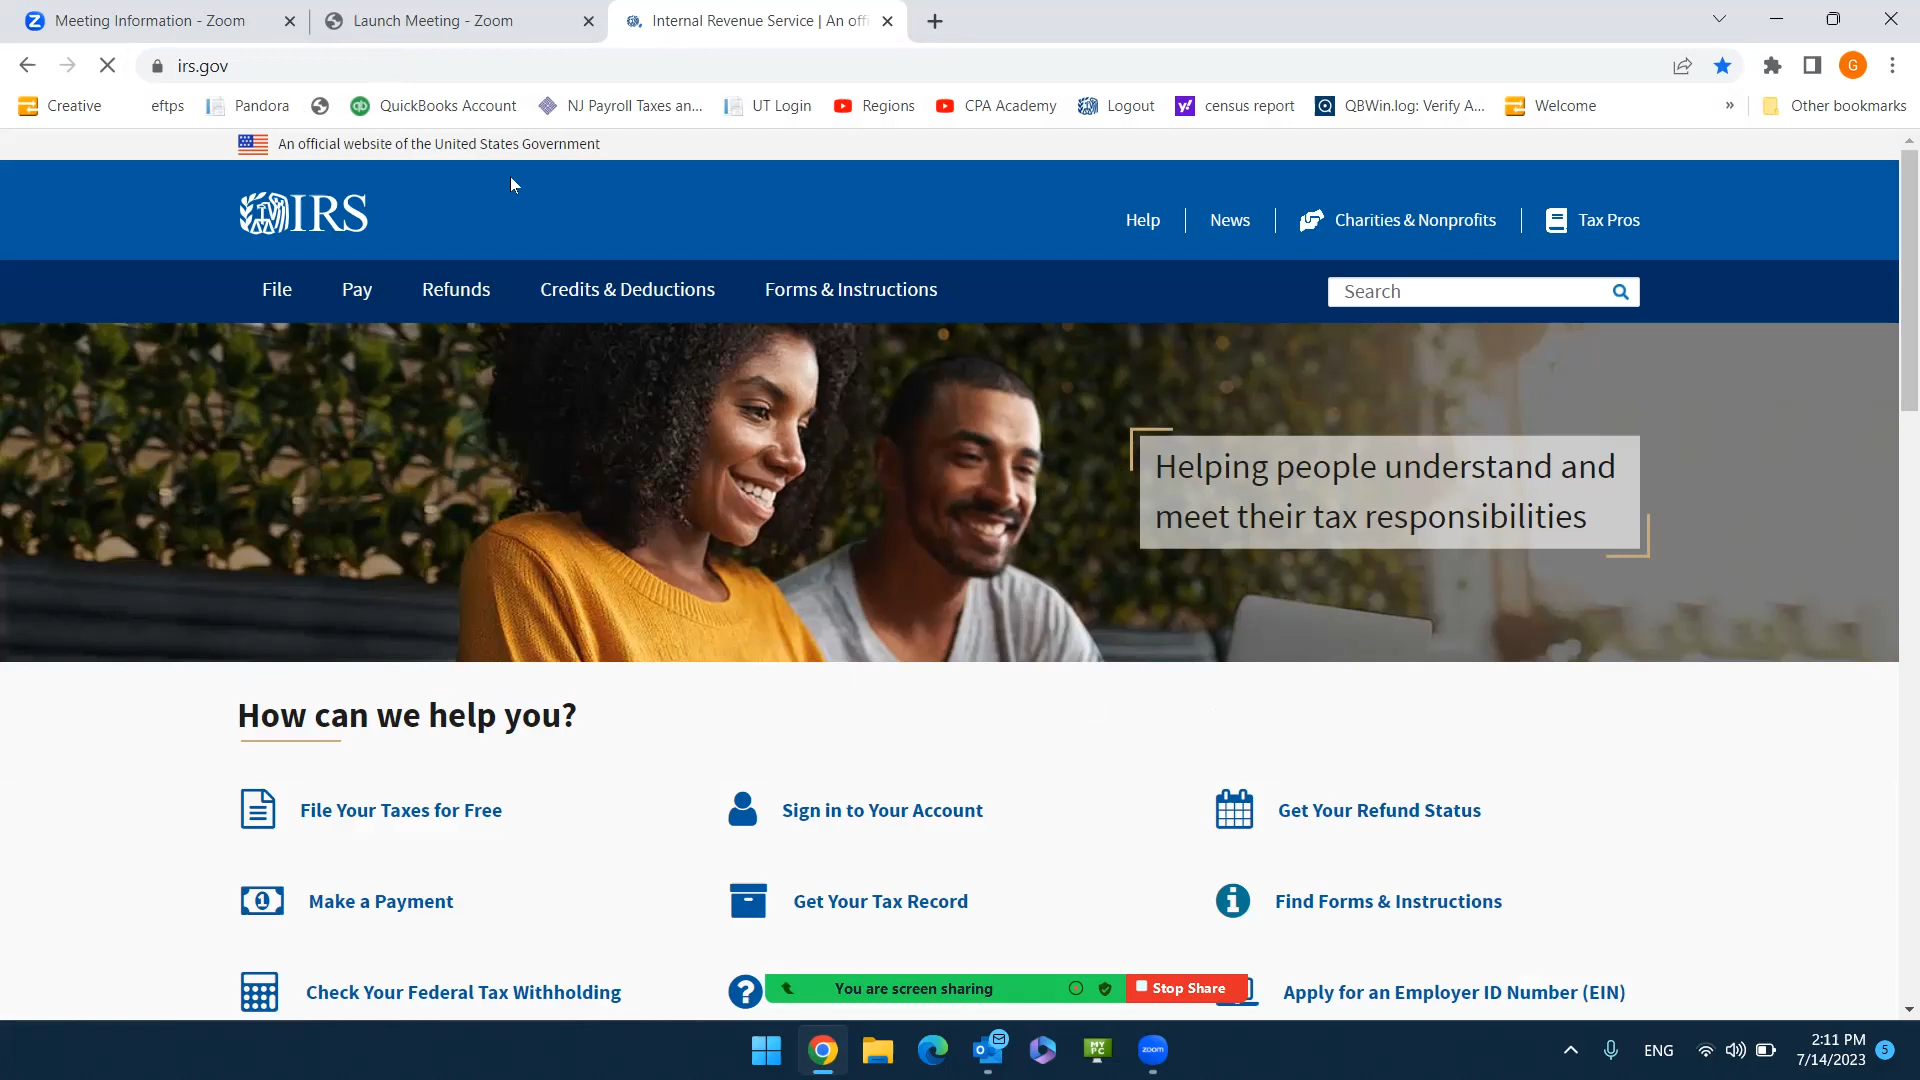 Meeting Information - Zoom
Launch Meeting - Zoom
Internal Revenue Service | An offi
irs.gov
G
Creative
eftps
Pandora
qb
QuickBooks Account
NJ Payroll Taxes an...
UT Login
Regions
CPA Academy
Logout
census report
QBWin.log: Verify A...
Welcome
»
Other bookmarks
An official website of the United States Government
IRS
Help
News
Charities & Nonprofits
Tax Pros
File
Pay
Refunds
Credits & Deductions
Forms & Instructions
Search
Helping people understand and
meet their tax responsibilities
How can we help you?
File Your Taxes for Free
Sign in to Your Account
Get Your Refund Status
Make a Payment
Get Your Tax Record
Find Forms & Instructions
Check Your Federal Tax Withholding
You are screen sharing
Stop Share
Apply for an Employer ID Number (EIN)
MY PC
zoom
ENG
2:11 PM
7/14/2023
5